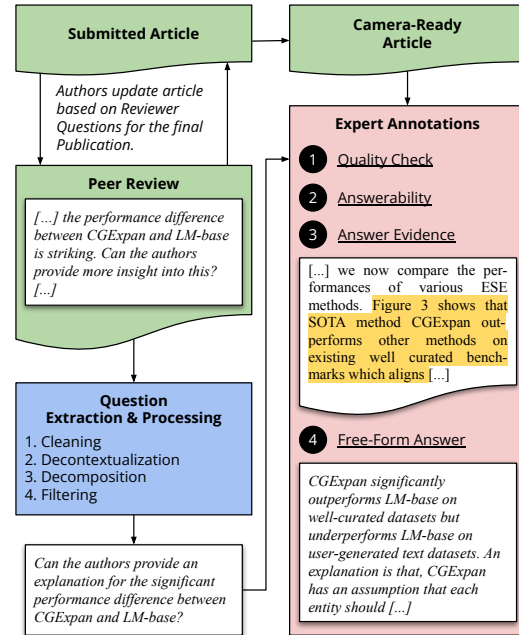 Submitted Article
Camera-Ready
Article
Authors update article
based on Reviewer
Questions for the final
Publication.
Peer Review
[...] the performance difference
between CGExpan and LM-base
is striking. Can the authors
provide more insight into this?
[...]
Question
Extraction & Processing
1. Cleaning
2. Decontextualization
3. Decomposition
4. Filtering
Can the authors provide an
explanation for the significant
performance difference between
CGExpan and LM-base?
Expert Annotations
1 Quality Check
2 Answerability
3 Answer Evidence
[...] we now compare the per-
formances of various ESE
methods. Figure 3 shows that
SOTA method CGExpan out-
performs other methods on
existing well curated bench-
marks which aligns [...]
4 Free-Form Answer
CGExpan significantly
outperforms LM-base on
well-curated datasets but
underperforms LM-base on
user-generated text datasets. An
explanation is that, CGExpan
has an assumption that each
entity should [...]